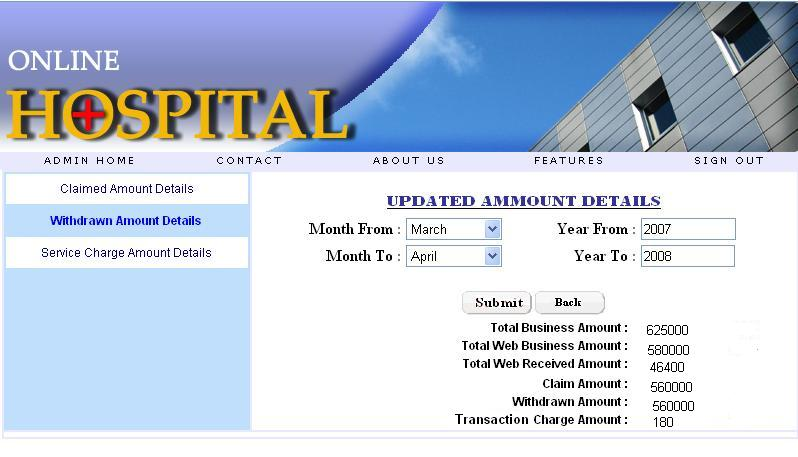 ONLINE
HOSPITAL
ADMIN HOME CONTACT ABOUT US FEATURES SIGN OUT
Claimed Amount Details
Withdrawn Amount Details
Service Charge Amount Details
UPDATED AMMOUNT DETAILS
Month From : March Year From : 2007
Month To : April Year To : 2008
Submit Back
Total Business Amount : 625000
Total Web Business Amount : 580000
Total Web Received Amount : 46400
Claim Amount : 560000
Withdrawn Amount : 560000
Transaction Charge Amount : 180